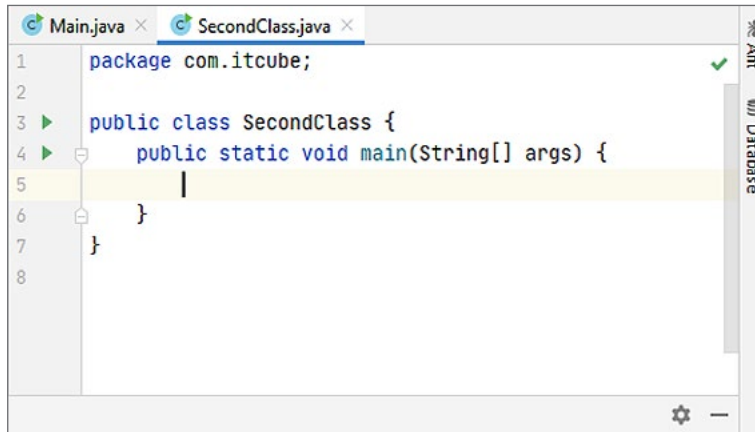 Main.java SecondClass.java
1 package com.itcube;
2
3 public class SecondClass {
4     public static void main(String[] args) {
5
6     }
7 }
8
Ant
Database